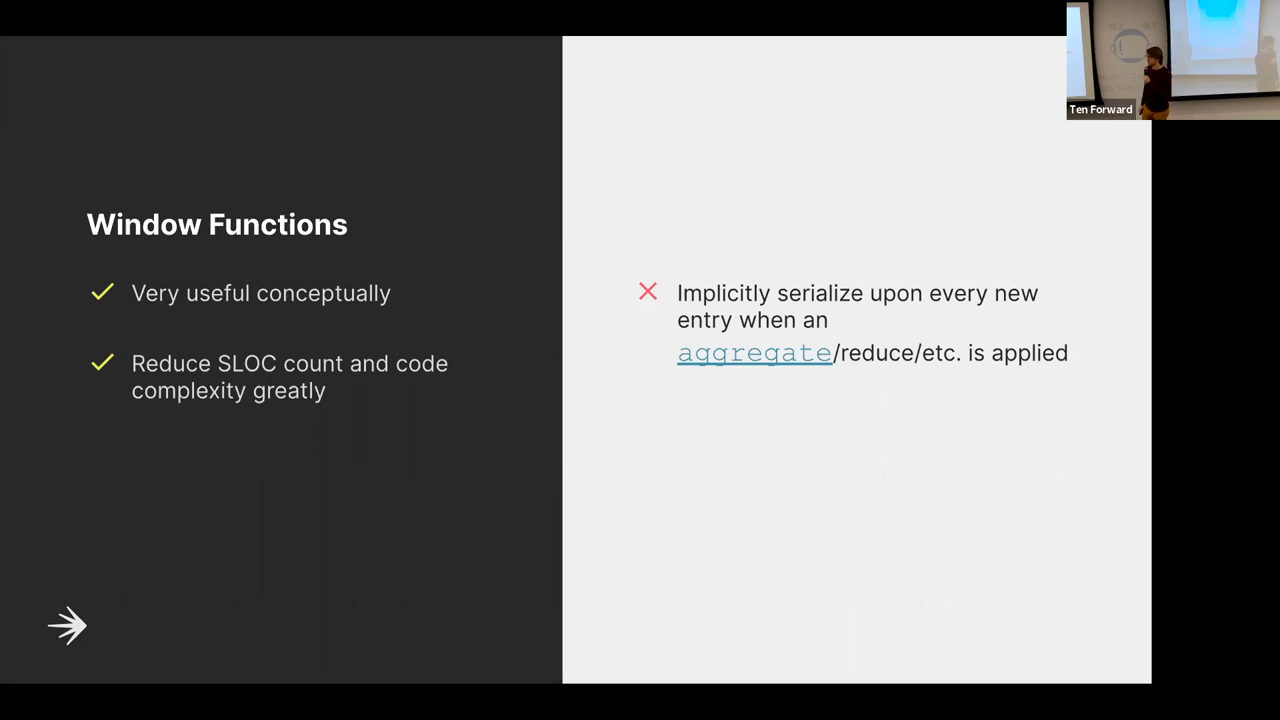 Window Functions
Very useful conceptually
Reduce SLOC count and code
complexity greatly
Implicitly serialize upon every new
entry when an
aggregate/reduce/etc. is applied
Ten Forward